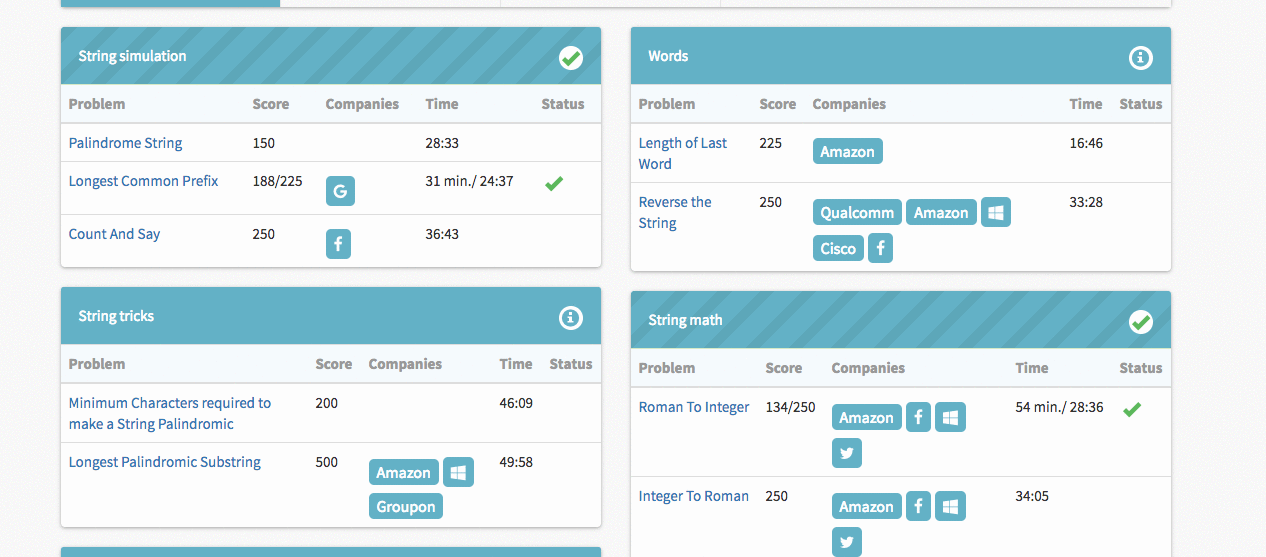 String simulation
Problem Score Companies Time Status
Palindrome String 150 28:33
Longest Common Prefix 188/225 G 31 min./ 24:37
Count And Say 250 f 36:43
String tricks
Problem Score Companies Time Status
Minimum Characters required to 200 46:09
make a String Palindromic
Longest Palindromic Substring 500 Amazon 49:58
Groupon
Words
Problem Score Companies Time Status
Length of Last 225 Amazon 16:46
Word
Reverse the 250 Qualcomm Amazon 33:28
String Cisco f
String math
Problem Score Companies Time Status
Roman To Integer 134/250 Amazon f 54 min./ 28:36
Integer To Roman 250 Amazon f 34:05